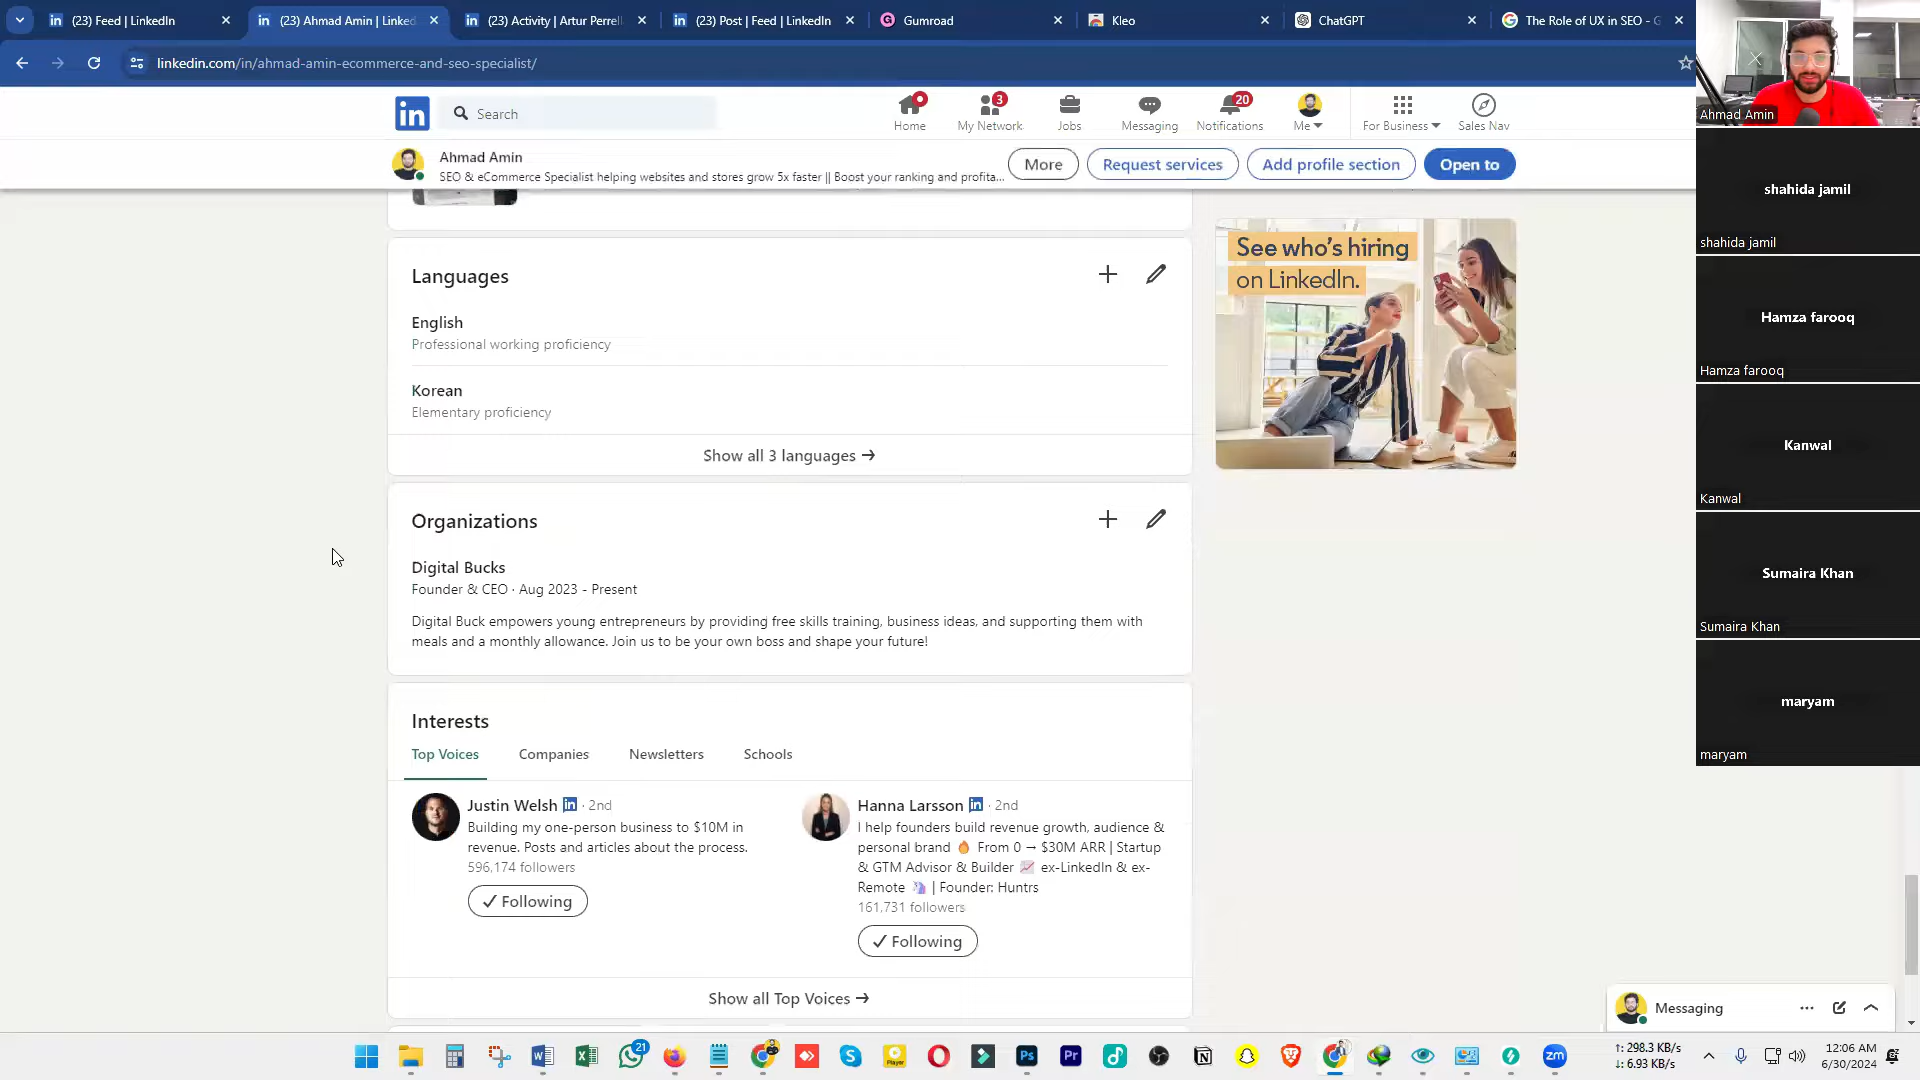 (23) Feed | LinkedIn
(23) Ahmad Amin | Linked
(23) Activity | Artur Perrell
(23) Post | Feed | LinkedIn
Gumroad
Kleo
ChatGPT
The Role of UX in SEO - G
linkedin.com/in/ahmad-amin-ecommerce-and-seo-specialist/
in
Search
Home
3
My Network
Jobs
Messaging
20
Notifications
Me
For Business
Sales Nav
Ahmad Amin
SEO & eCommerce Specialist helping websites and stores grow 5x faster || Boost your ranking and profita...
More
Request services
Add profile section
Open to
Languages
English
Professional working proficiency
Korean
Elementary proficiency
Show all 3 languages →
Organizations
Digital Bucks
Founder & CEO · Aug 2023 - Present
Digital Buck empowers young entrepreneurs by providing free skills training, business ideas, and supporting them with
meals and a monthly allowance. Join us to be your own boss and shape your future!
Interests
Top Voices
Companies
Newsletters
Schools
Justin Welsh in · 2nd
Building my one-person business to $10M in
revenue. Posts and articles about the process.
596,174 followers
✓ Following
Hanna Larsson in · 2nd
I help founders build revenue growth, audience &
personal brand 🔥 From 0 → $30M ARR | Startup
& GTM Advisor & Builder 📈 ex-LinkedIn & ex-
Remote 🦄 | Founder: Huntrs
161,731 followers
✓ Following
Show all Top Voices →
See who's hiring
on LinkedIn.
Ahmad Amin
shahida jamil
shahida jamil
Hamza farooq
Hamza farooq
Kanwal
Kanwal
Sumaira Khan
Sumaira Khan
maryam
maryam
Messaging
21
Player
Ps
Pr
zm
↑: 298.3 KB/s
↓: 6.93 KB/s
12:06 AM
6/30/2024